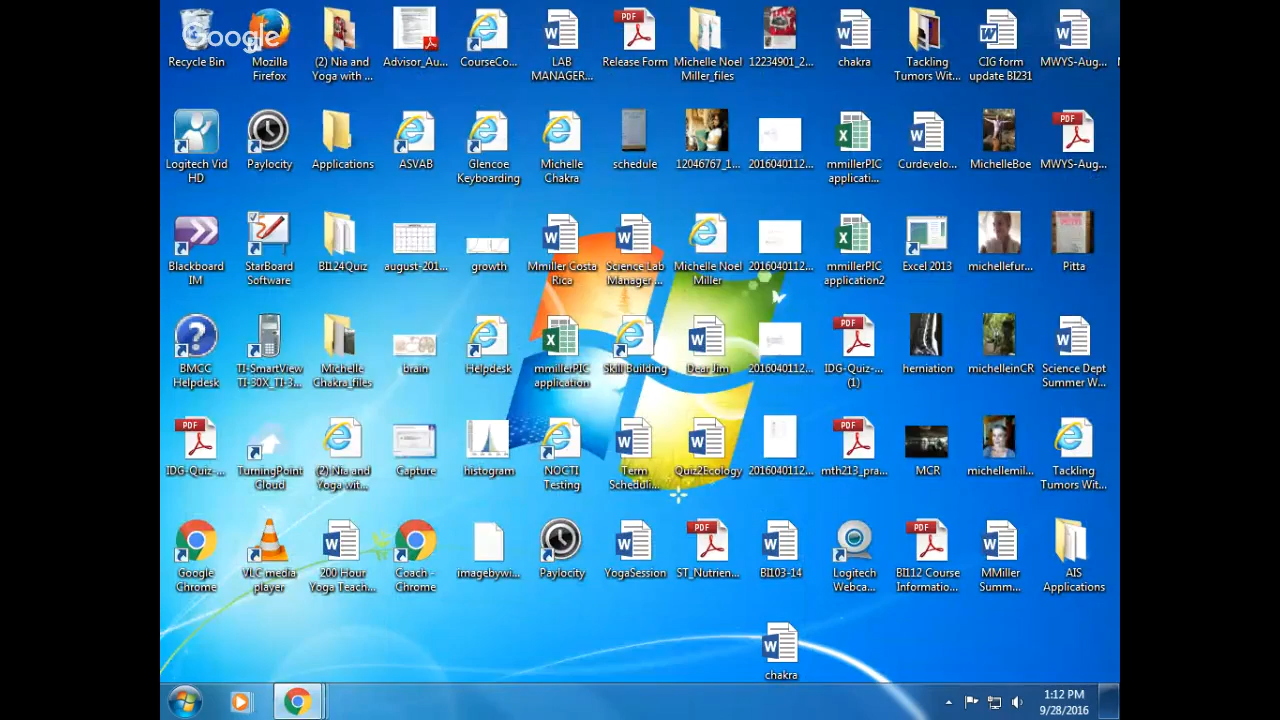 Google
Recycle Bin
Mozilla
Firefox
(2) Nia and
Yoga with ...
Advisor_Au...
CourseCo...
LAB
MANAGER...
Release Form
Michelle Noel
Miller_files
12234901_2...
chakra
Tackling
Tumors Wit...
CIG form
update BI231
MWYS-Aug...
Logitech Vid
HD
Paylocity
Applications
ASVAB
Glencoe
Keyboarding
Michelle
Chakra
schedule
12046767_1...
2016040112...
mmillerPIC
applicati...
Curdevelo...
MichelleBoe
PDF
MWYS-Aug...
Blackboard
IM
StarBoard
Software
BI124Quiz
august-201...
growth
Mmiller Costa
Rica
Science Lab
Manager...
Michelle Noel
Miller
2016040112...
mmillerPIC
application2
Excel 2013
michellefur...
Pitta
BMCC
Helpdesk
TI-SmartView
TI-30X_TI-3...
Michelle
Chakra_files
brain
Helpdesk
mmillerPIC
application
Skill Building
Dear Jim
2016040112...
PDF
IDG-Quiz-...
(1)
herniation
michelleinCR
Science Dept
Summer W...
PDF
IDG-Quiz-...
TurningPoint
Cloud
(2) Nia and
Yoga wit...
Capture
histogram
NOCTI
Testing
Term
Scheduli...
Quiz2Ecology
2016040112...
PDF
mth213_pra...
MCR
michellemil...
Tackling
Tumors Wit...
Google
Chrome
VLC media
player
200 Hour
Yoga Teach...
Coach -
Chrome
imagebywi...
Paylocity
YogaSession
PDF
ST_Nutrien...
BI103-14
Logitech
Webca...
PDF
BI112 Course
Informatio...
MMiller
Summ...
AIS
Applications
chakra
1:12 PM
9/28/2016